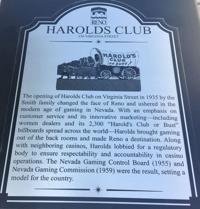 RENO
HAROLDS CLUB
ON VIRGINIA STREET
HAROLD'S
CLUB
OR BUST!
The opening of Harolds Club on Virginia Street in 1935 by the
Smith family changed the face of Reno and ushered in the
modern age of gaming in Nevada. With an emphasis on
customer service and its innovative marketing—including
women dealers and its 2,300 "Harold's Club or Bust"
billboards spread across the world—Harolds brought gaming
out of the back rooms and made Reno a destination. Along
with neighboring casinos, Harolds lobbied for a regulatory
body to ensure respectability and accountability in casino
operations. The Nevada Gaming Control Board (1955) and
Nevada Gaming Commission (1959) were the result, setting a
model for the country.